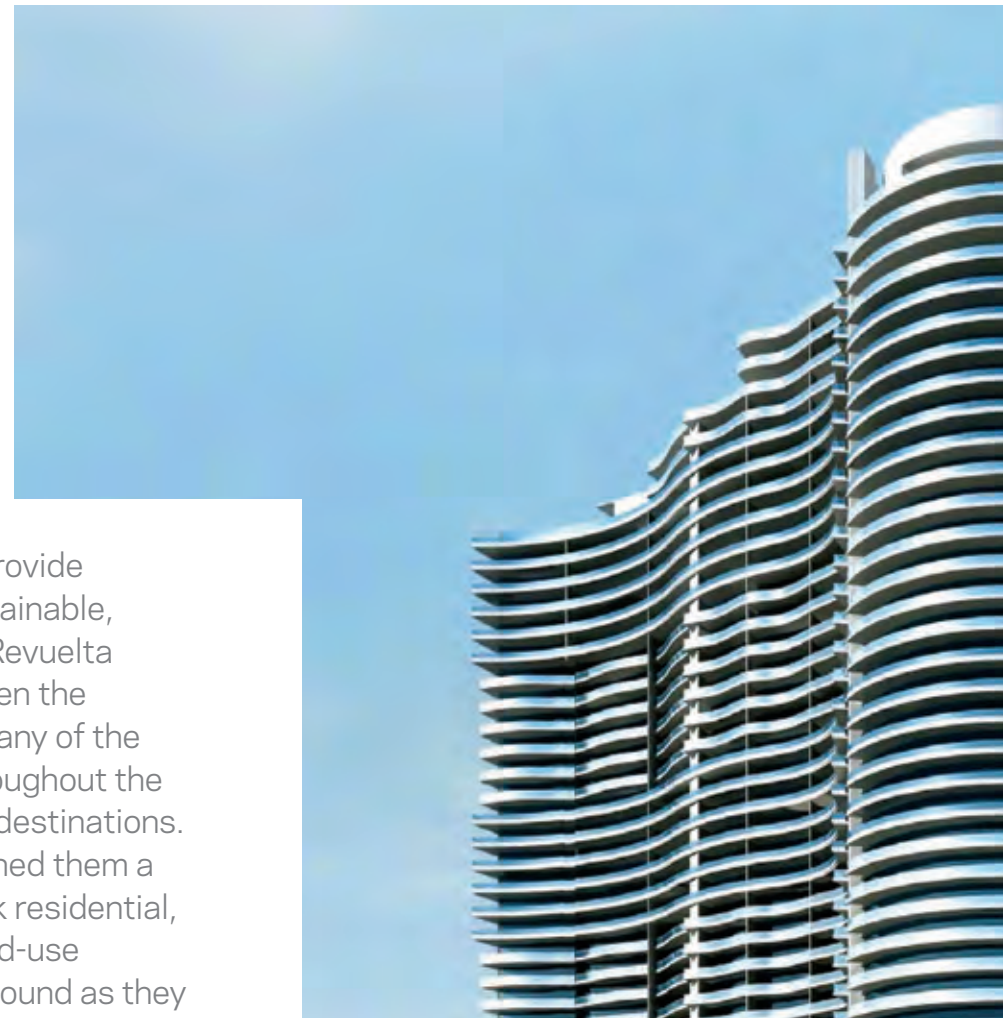 rovide
ainable,
Revuelta
en the
any of the
oughout the
destinations.
ned them a
k residential,
d-use
ound as they